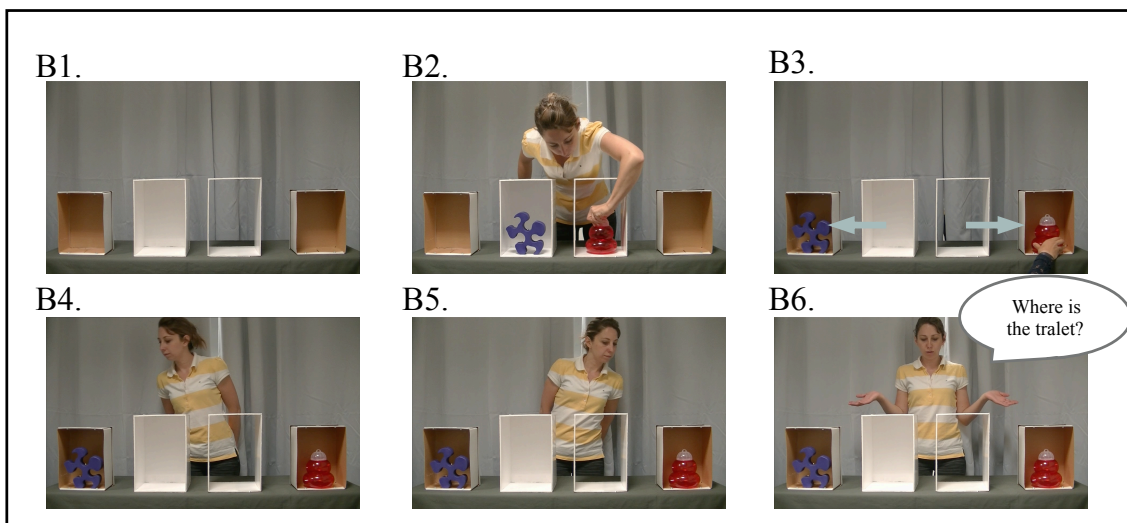 B1.
B2.
B3.
B4.
B5.
B6.
Where is
the tralet?